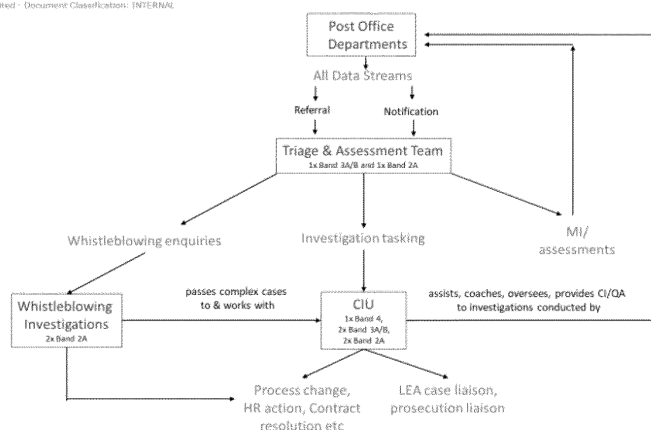 ited - Document Classification: INTERNAL
Post Office
Departments
All Data Streams
Referral
Notification
Triage & Assessment Team
1x Band 3A/B and 1x Band 2A
Whistleblowing enquiries
Investigation tasking
MI/
assessments
passes complex cases
to & works with
assists, coaches, oversees, provides CI/QA
to investigations conducted by
Whistleblowing
Investigations
2x Band 2A
CIU
1x Band 4,
2x Band 3A/B,
2x Band 2A
Process change,
HR action, Contract
resolution etc
LEA case liaison,
prosecution liaison